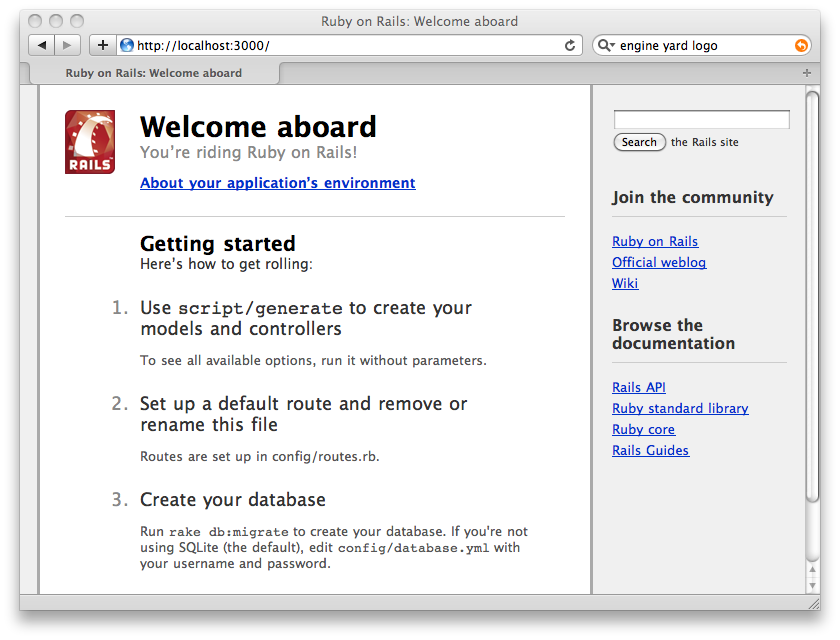 Ruby on Rails: Welcome aboard
http://localhost:3000/
engine yard logo
Ruby on Rails: Welcome aboard
RAILS
Welcome aboard
You're riding Ruby on Rails!
About your application's environment
Getting started
Here's how to get rolling:
1. Use script/generate to create your
models and controllers
To see all available options, run it without parameters.
2. Set up a default route and remove or
rename this file
Routes are set up in config/routes.rb.
3. Create your database
Run rake db:migrate to create your database. If you're not
using SQLite (the default), edit config/database.yml with
your username and password.
Search the Rails site
Join the community
Ruby on Rails
Official weblog
Wiki
Browse the
documentation
Rails API
Ruby standard library
Ruby core
Rails Guides